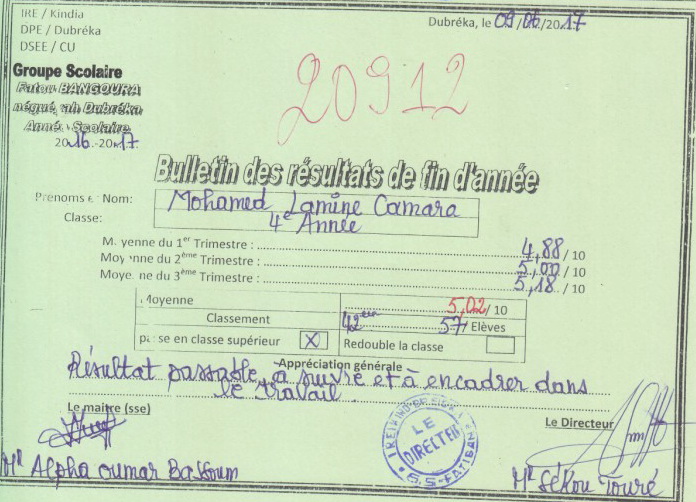 IRE / Kindia
DPE / Dubréka
DSEE / CU
Dubréka, le 09/06/2017
Groupe Scolaire
Fatou BANGOURA
Dubréka
Année Scolaire
2016-2017
20912
Bulletin des résultats de fin d'année
Prenoms et Nom: Mohamed Lamine Camara
Classe: 4e Année
Moyenne du 1er Trimestre : 4,88 / 10
Moyenne du 2ème Trimestre : 5,00 / 10
Moyenne du 3ème Trimestre : 5,18 / 10
Moyenne 5,02 / 10
Classement 42em 57 Elèves
passe en classe supérieur X Redouble la classe
Appréciation générale
Résultat passable, à suivre et à encadrer dans
le travail.
Le maitre (sse) Le Directeur
LE
DIRECTEUR
Mr Alpha oumar Bassoum Mr Sékou Touré